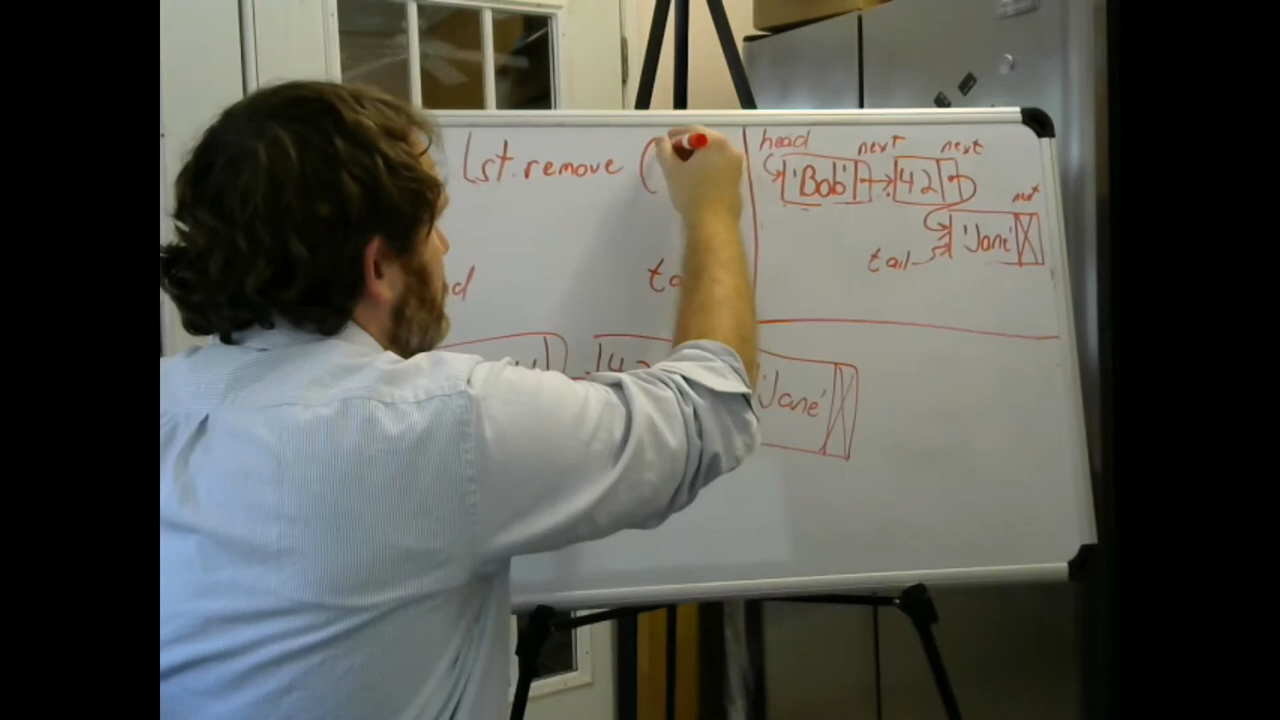 lst.remove (
head next next
'Bob' 42
next
'Jane'
tail
'Jane'